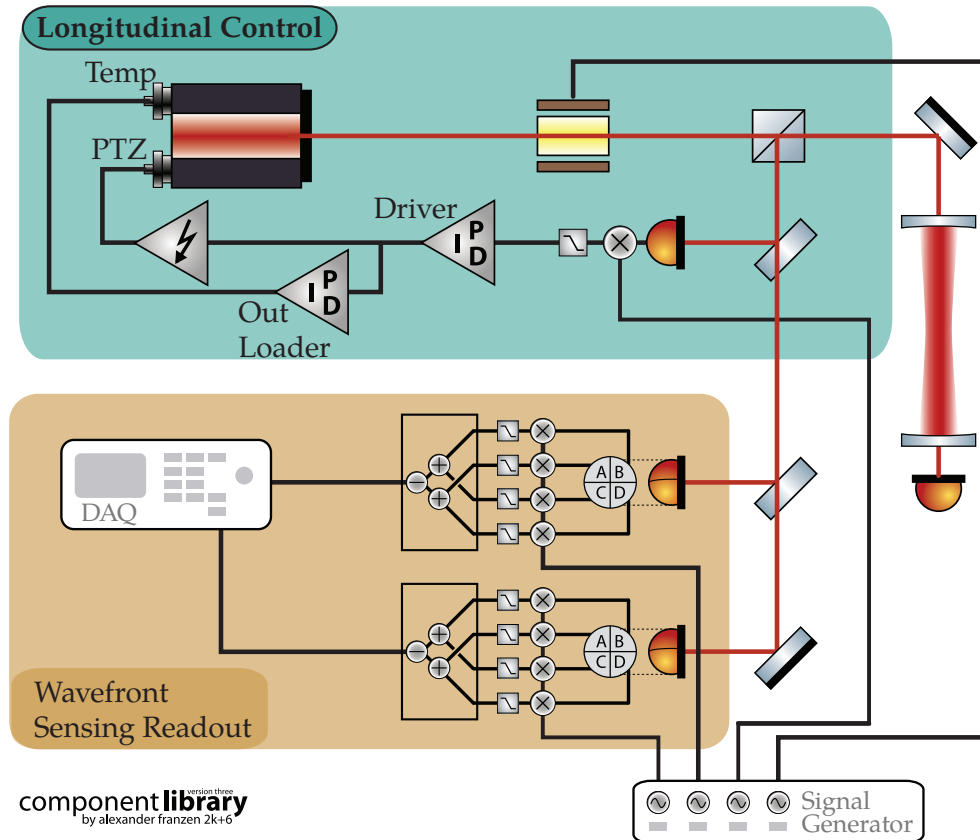 Longitudinal Control
Temp
PTZ
Driver
P
I
D
P
I
D
Out
Loader
DAQ
A B
C D
A B
C D
Wavefront
Sensing Readout
version three
component library
by alexander franzen 2k+6
Signal
Generator